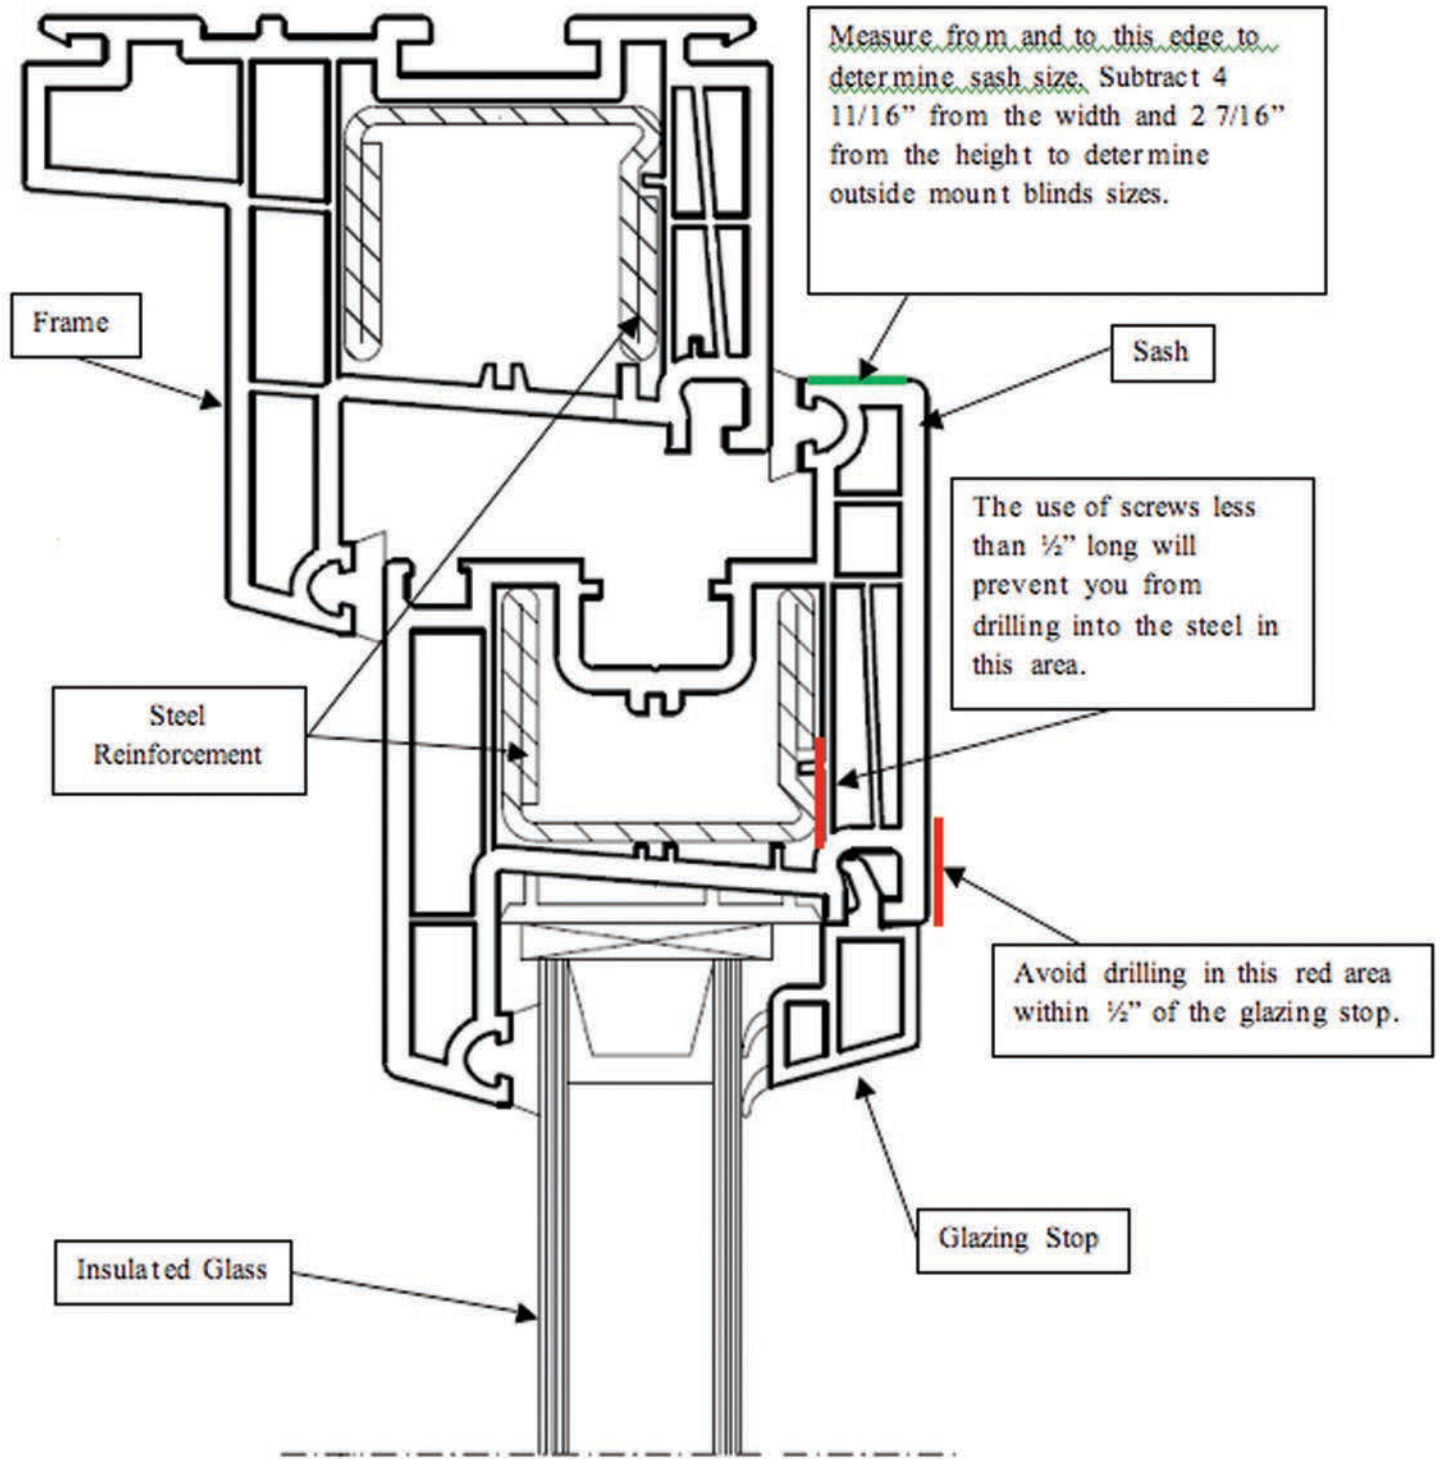 Measure from and to this edge to
determine sash size. Subtract 4
11/16” from the width and 2 7/16”
from the height to determine
outside mount blinds sizes.
Frame
Sash
The use of screws less
than ½” long will
prevent you from
drilling into the steel in
this area.
Steel
Reinforcement
Avoid drilling in this red area
within ½” of the glazing stop.
Glazing Stop
Insulated Glass